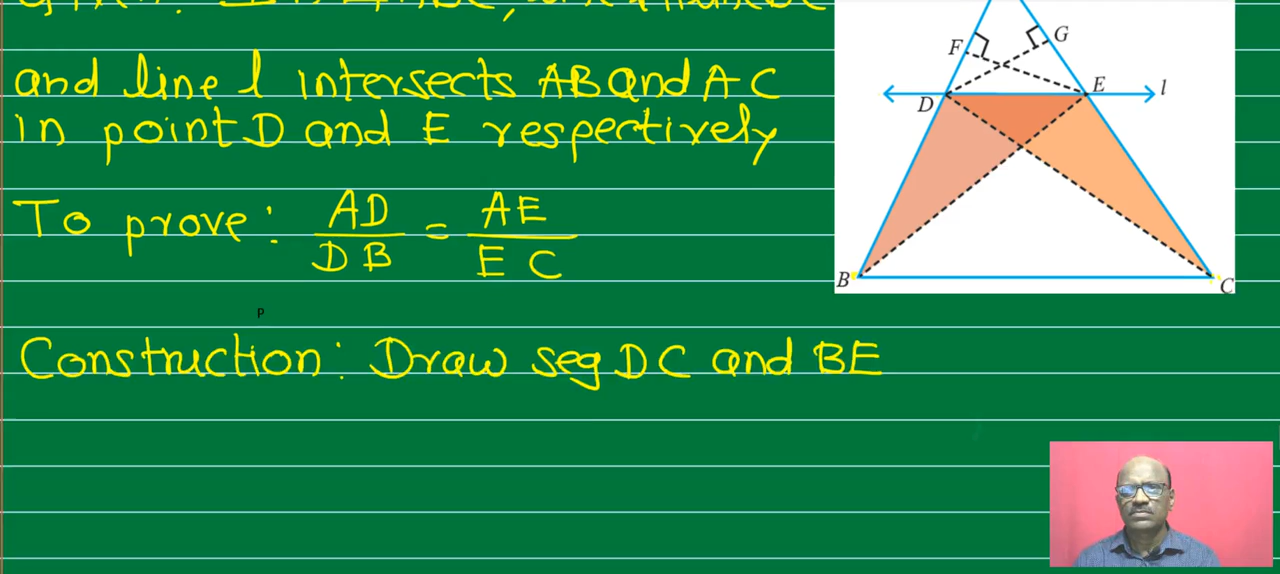 and line l intersects AB and AC
in point D and E respectively
To prove: AD/DB = AE/EC
P
Construction: Draw seg DC and BE
F
G
D
E
l
B
C